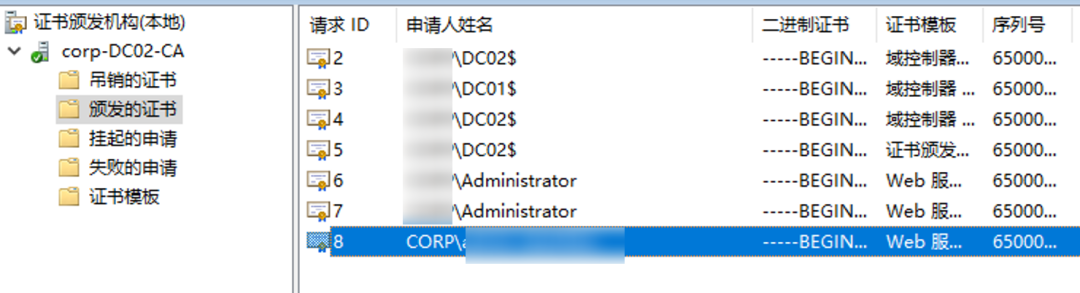 证书颁发机构(本地)
corp-DC02-CA
吊销的证书
颁发的证书
挂起的申请
失败的申请
证书模板
请求 ID 申请人姓名 二进制证书 证书模板 序列号
2 \DC02$ -----BEGIN... 域控制器... 65000...
3 \DC01$ -----BEGIN... 域控制器 ... 65000...
4 \DC02$ -----BEGIN... 域控制器 ... 65000...
5 \DC02$ -----BEGIN... 证书颁发... 65000...
6 \Administrator -----BEGIN... Web 服... 65000...
7 \Administrator -----BEGIN... Web 服... 65000...
8 CORP\ -----BEGIN... Web 服... 65000...